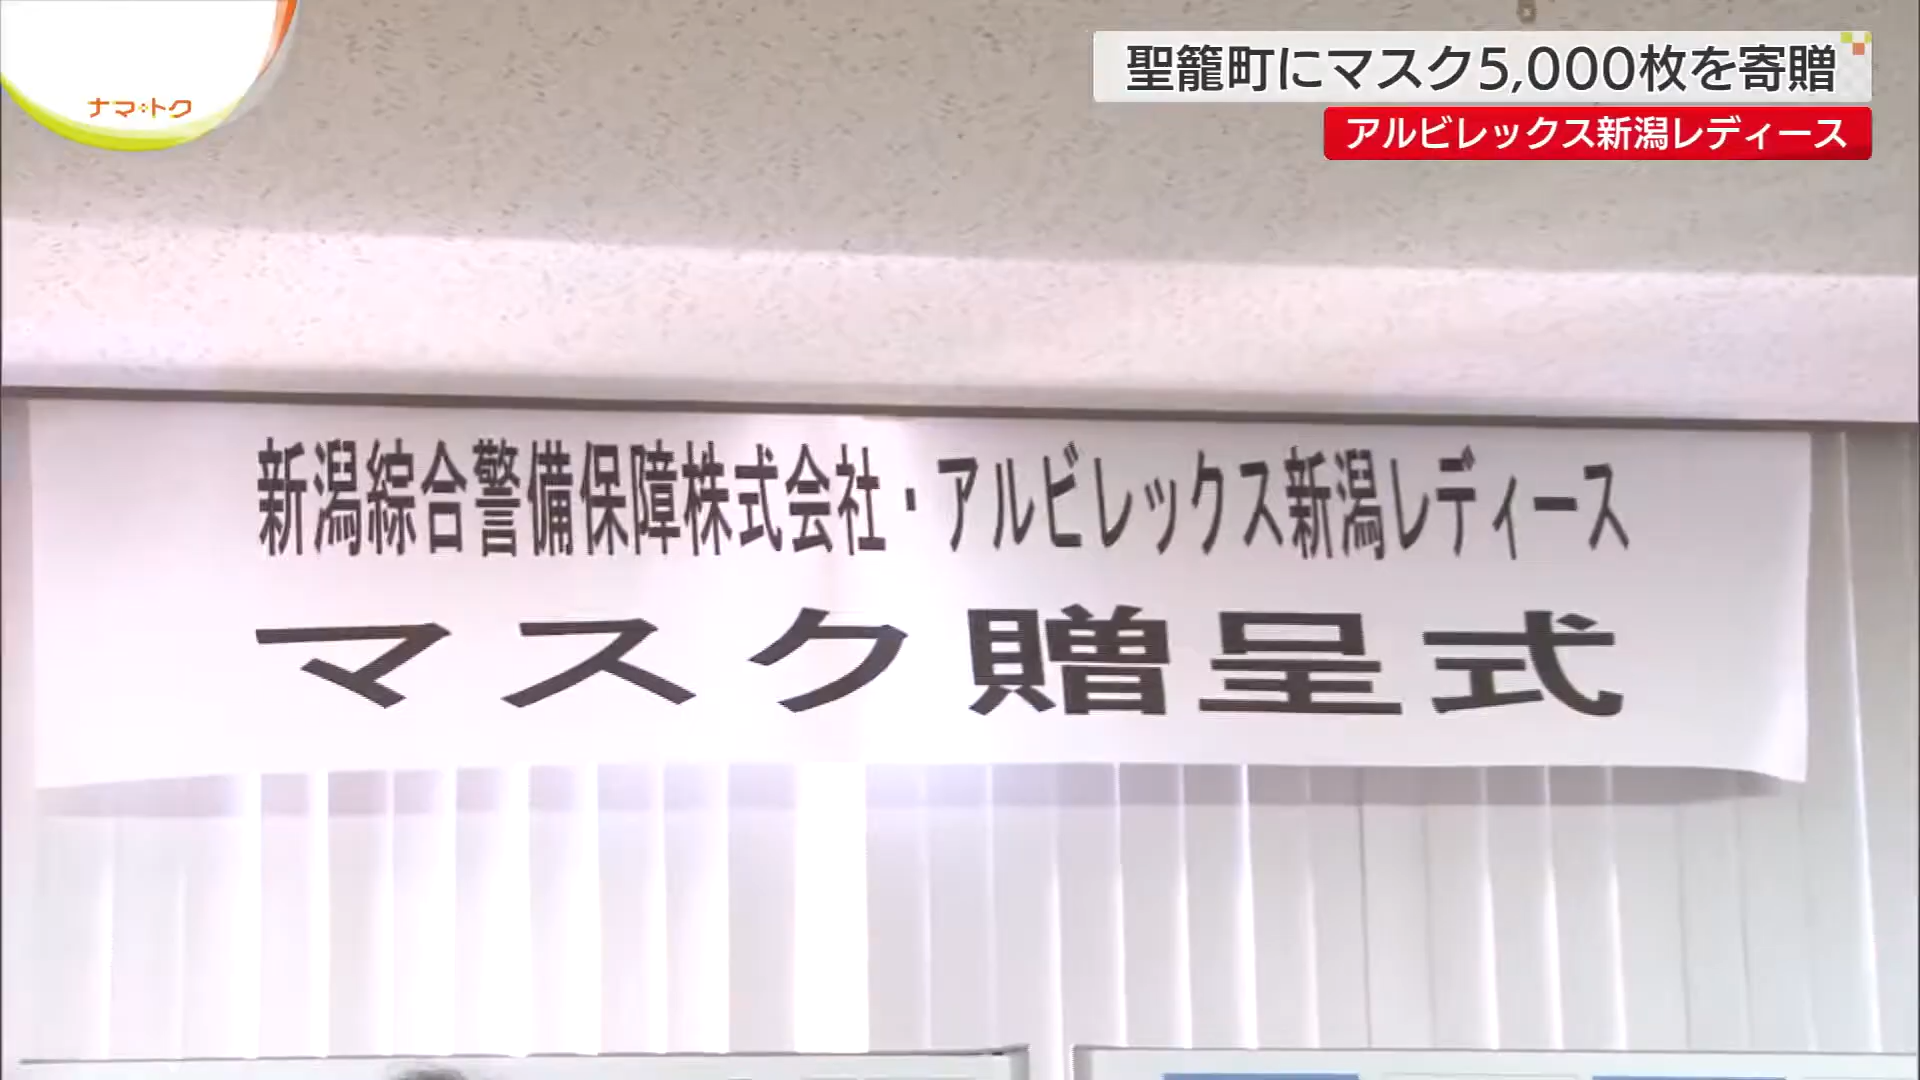 ナマ+トク
聖籠町にマスク5,000枚を寄贈
アルビレックス新潟レディース
新潟綜合警備保障株式会社・アルビレックス新潟レディース
マスク贈呈式